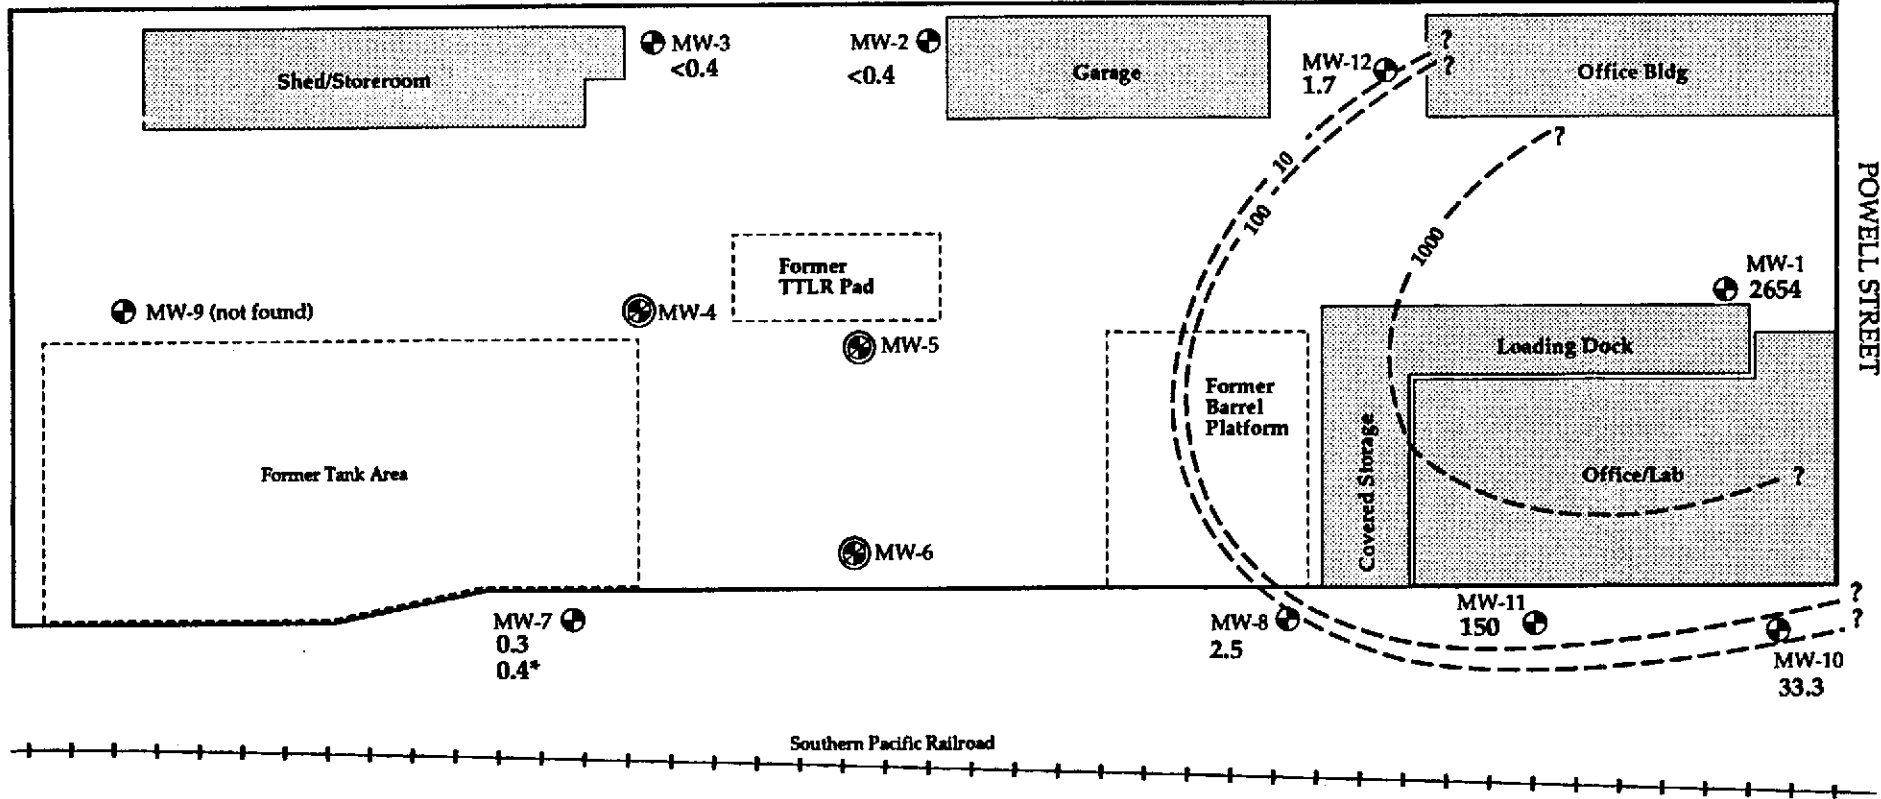 MW-3
<0.4
MW-2
<0.4
Shed/Storeroom
Garage
MW-12
1.7
?
?
Office Bldg
10
100
?
1000
POWELL STREET
Former
TTLR Pad
MW-1
2654
MW-9 (not found)
MW-4
MW-5
Loading Dock
Former
Barrel
Platform
Covered Storage
Former Tank Area
Office/Lab
?
MW-6
MW-7
0.3
0.4*
MW-8
2.5
MW-11
150
?
?
MW-10
33.3
Southern Pacific Railroad